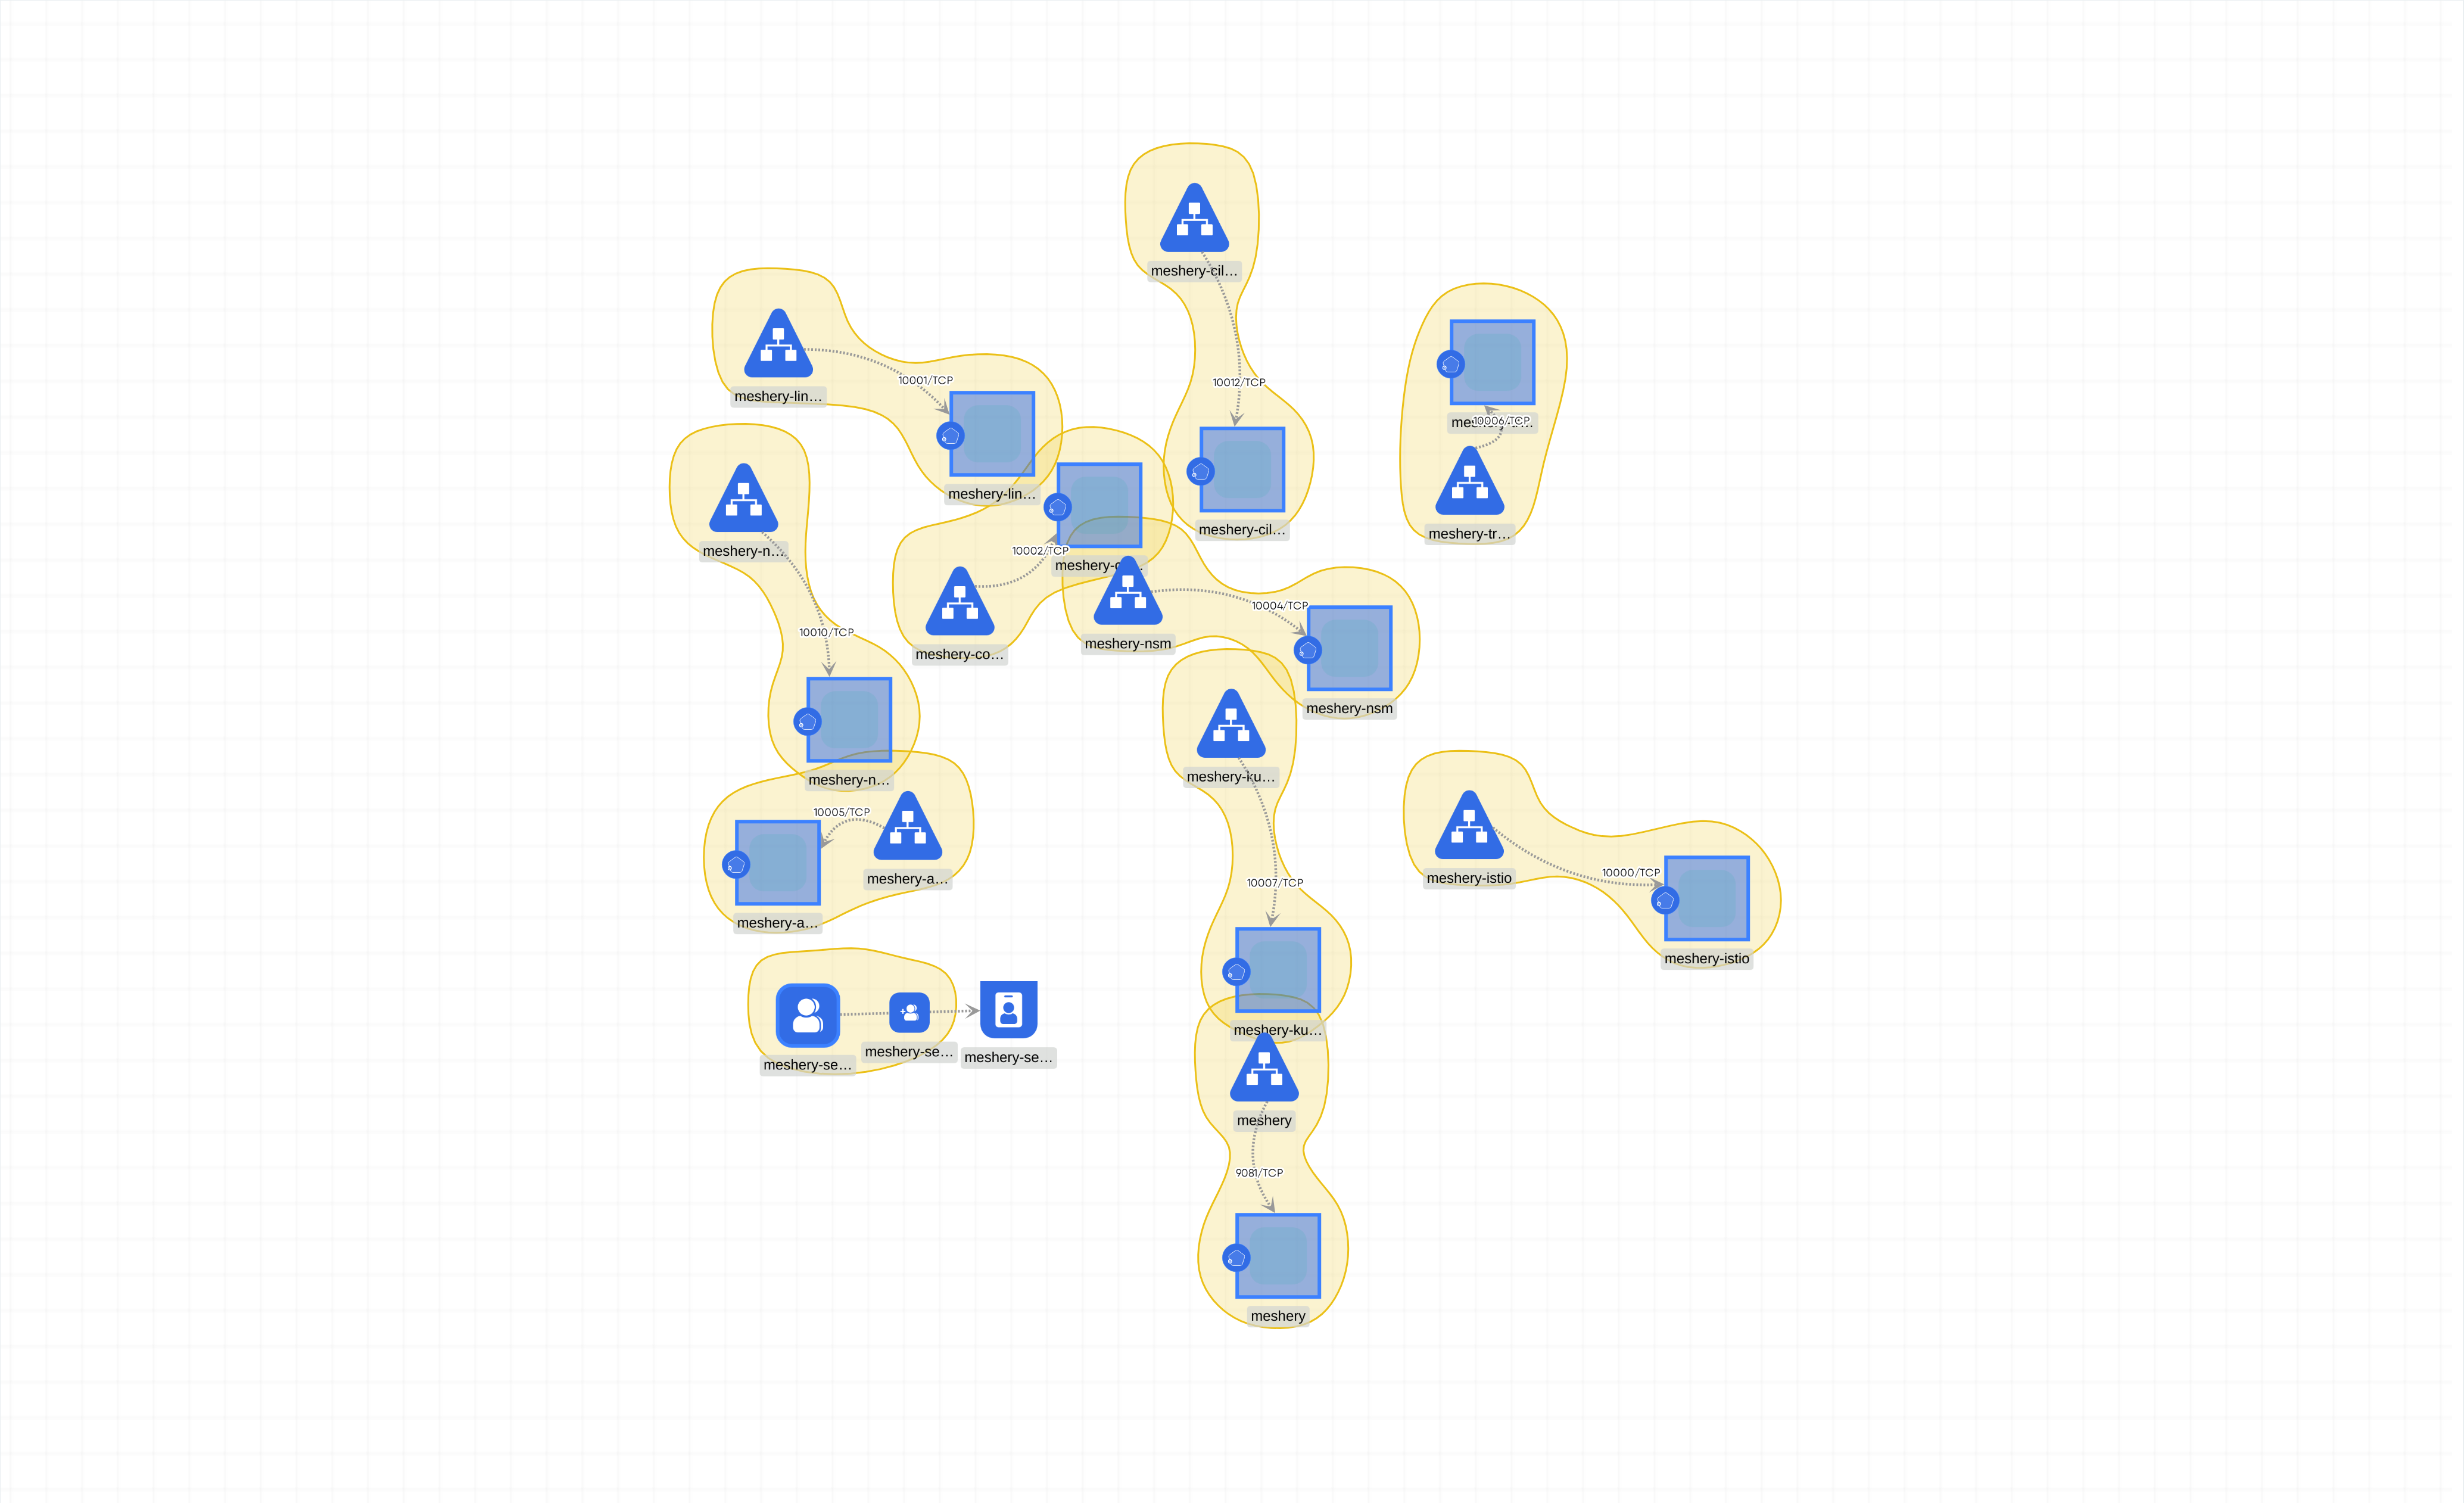 meshery-cil…
10012/TCP
meshery-cil…
meshery-lin…
10001/TCP
meshery-lin…
10006/TCP
meshery-tr…
meshery-n…
10010/TCP
meshery-n…
10002/TCP
meshery-co…
meshery-nsm
10004/TCP
meshery-nsm
meshery-ku…
10007/TCP
meshery-ku…
10005/TCP
meshery-a…
meshery-a…
meshery-istio
10000/TCP
meshery-istio
meshery-se…
meshery-se…
meshery-se…
meshery
9081/TCP
meshery